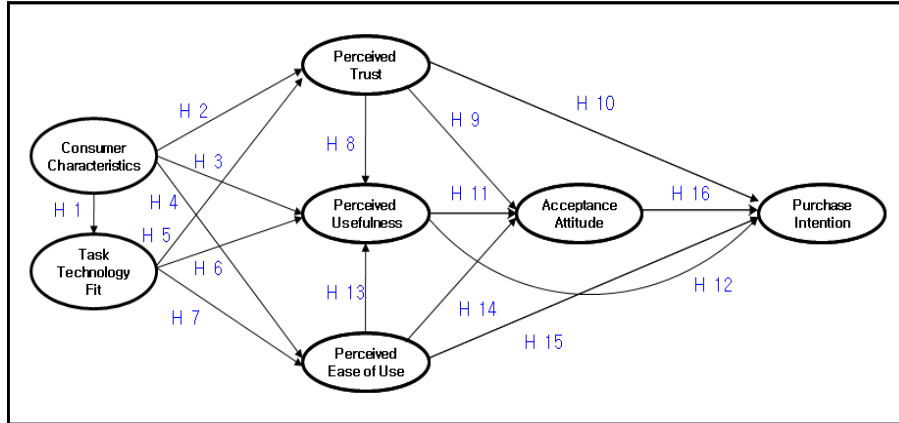 Perceived
Trust
H 10
H 2
H 9
Consumer
Characteristics
H 3
H 8
H 1
H 4
Perceived
Usefulness
H 11
Acceptance
Attitude
H 16
Purchase
Intention
Task
Technology
Fit
H 5
H 6
H 13
H 12
H 7
H 14
H 15
Perceived
Ease of Use